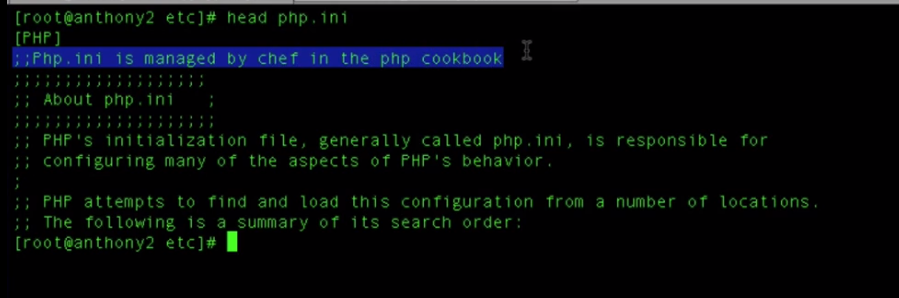 [root@anthony2 etc]# head php.ini
[PHP]
;;Php.ini is managed by chef in the php cookbook
;;;;;;;;;;;;;;;;;;;
;; About php.ini   ;
;;;;;;;;;;;;;;;;;;;;
;; PHP's initialization file, generally called php.ini, is responsible for
;; configuring many of the aspects of PHP's behavior.
;
;; PHP attempts to find and load this configuration from a number of locations.
;; The following is a summary of its search order:
[root@anthony2 etc]#